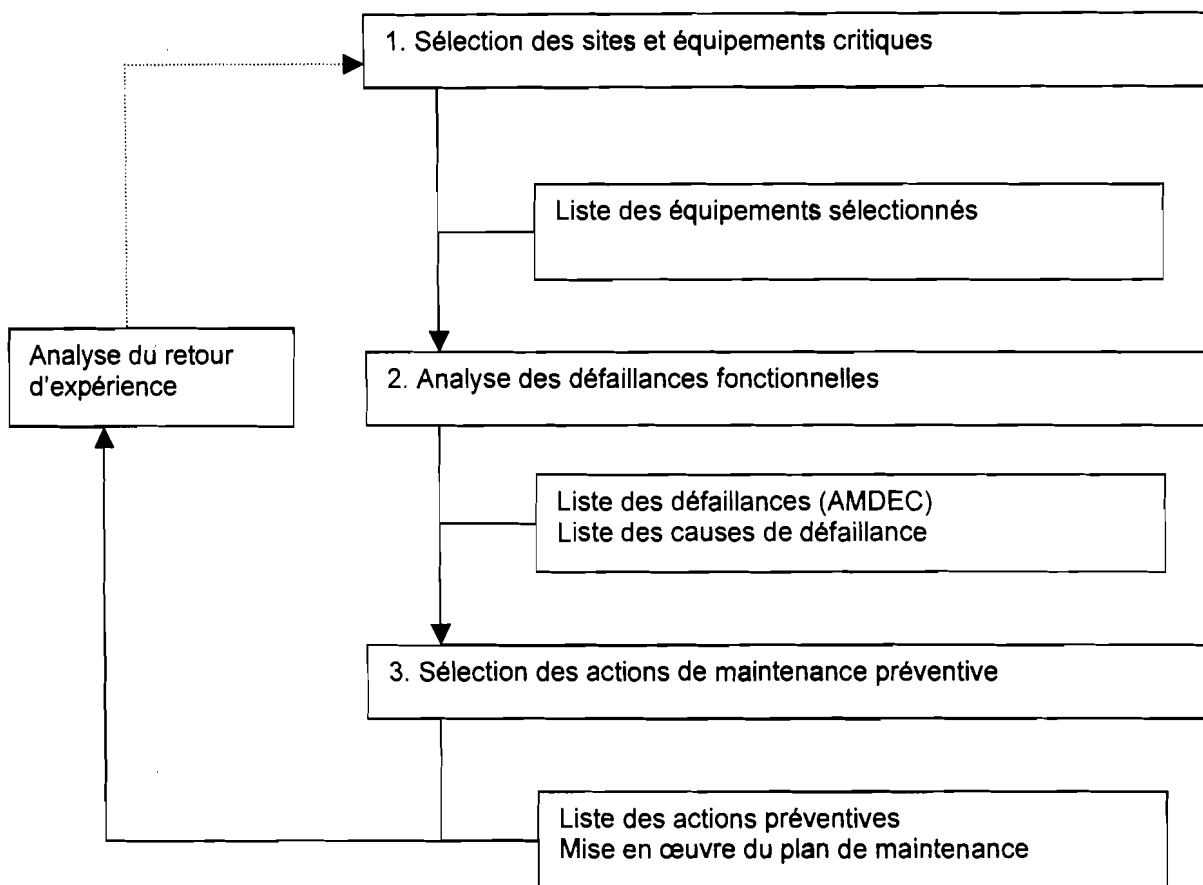 1. Sélection des sites et équipements critiques
Liste des équipements sélectionnés
Analyse du retour
d'expérience
2. Analyse des défaillances fonctionnelles
Liste des défaillances (AMDEC)
Liste des causes de défaillance
3. Sélection des actions de maintenance préventive
Liste des actions préventives
Mise en œuvre du plan de maintenance